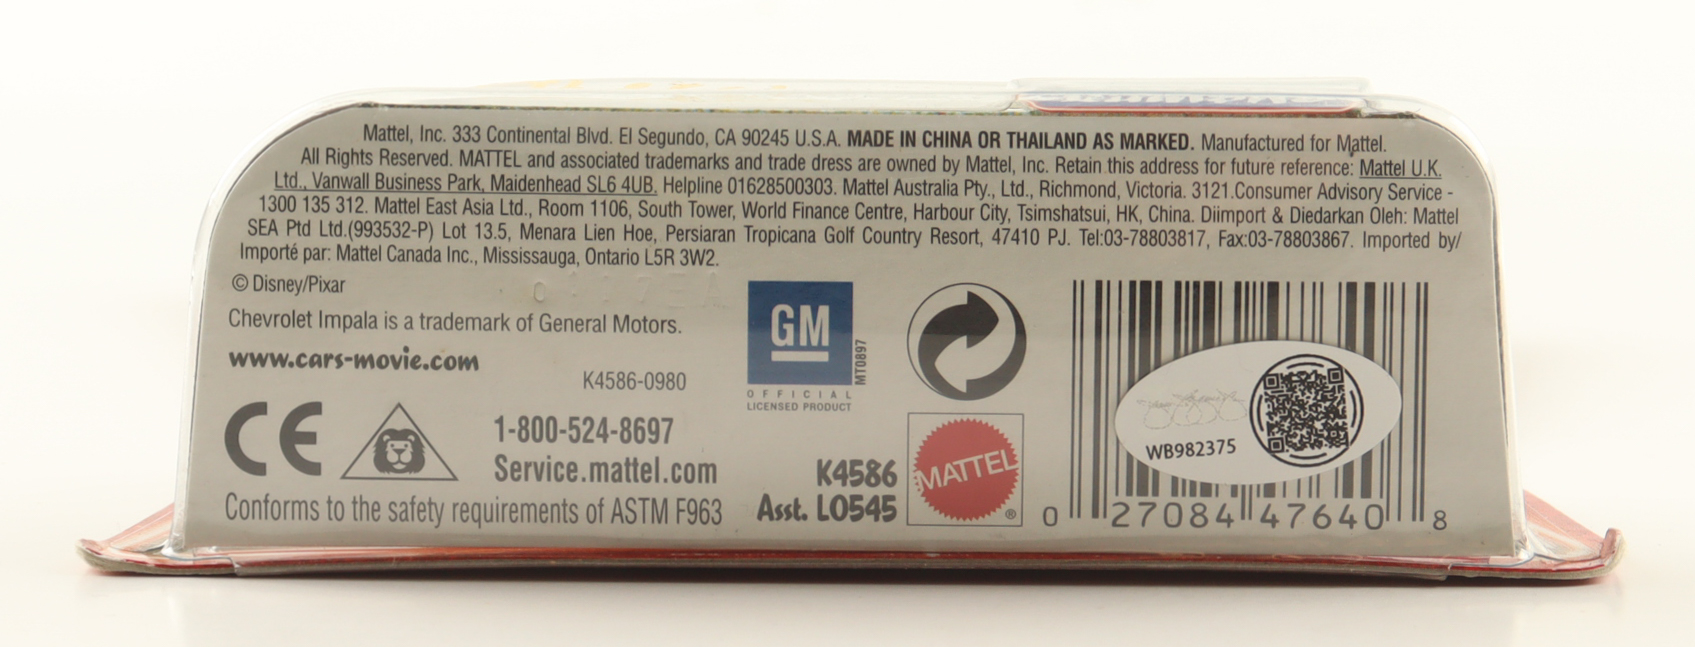 Mattel, Inc. 333 Continental Blvd. El Segundo, CA 90245 U.S.A. MADE IN CHINA OR THAILAND AS MARKED. Manufactured for Mattel.
All Rights Reserved. MATTEL and associated trademarks and trade dress are owned by Mattel, Inc. Retain this address for future reference: Mattel U.K.
Ltd., Vanwall Business Park, Maidenhead SL6 4UB. Helpline 01628500303. Mattel Australia Pty., Ltd., Richmond, Victoria. 3121.Consumer Advisory Service -
1300 135 312. Mattel East Asia Ltd., Room 1106, South Tower, World Finance Centre, Harbour City, Tsimshatsui, HK, China. Diimport & Diedarkan Oleh: Mattel
SEA Ptd Ltd.(993532-P) Lot 13.5, Menara Lien Hoe, Persiaran Tropicana Golf Country Resort, 47410 PJ. Tel:03-78803817, Fax:03-78803867. Imported by/
Importé par: Mattel Canada Inc., Mississauga, Ontario L5R 3W2.
© Disney/Pixar
Chevrolet Impala is a trademark of General Motors.
www.cars-movie.com
K4586-0980
CE
1-800-524-8697
Service.mattel.com
Conforms to the safety requirements of ASTM F963
GM
MT0897
OFFICIAL
LICENSED PRODUCT
K4586
Asst. L0545
MATTEL®
WB982375
0 27084 47640 8